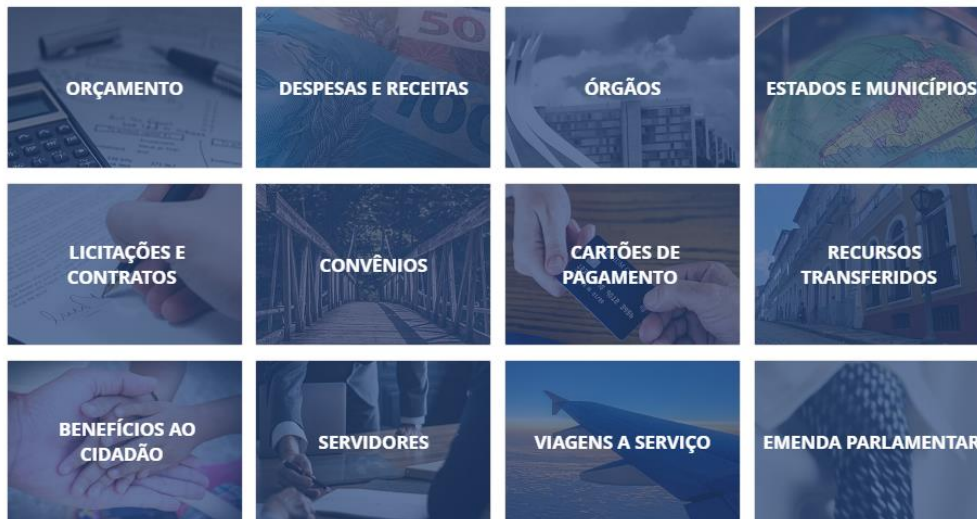 ORÇAMENTO
DESPESAS E RECEITAS
ÓRGÃOS
ESTADOS E MUNICÍPIOS
LICITAÇÕES E
CONTRATOS
CONVÊNIOS
CARTÕES DE
PAGAMENTO
RECURSOS
TRANSFERIDOS
BENEFÍCIOS AO
CIDADÃO
SERVIDORES
VIAGENS A SERVIÇO
EMENDA PARLAMENTAR